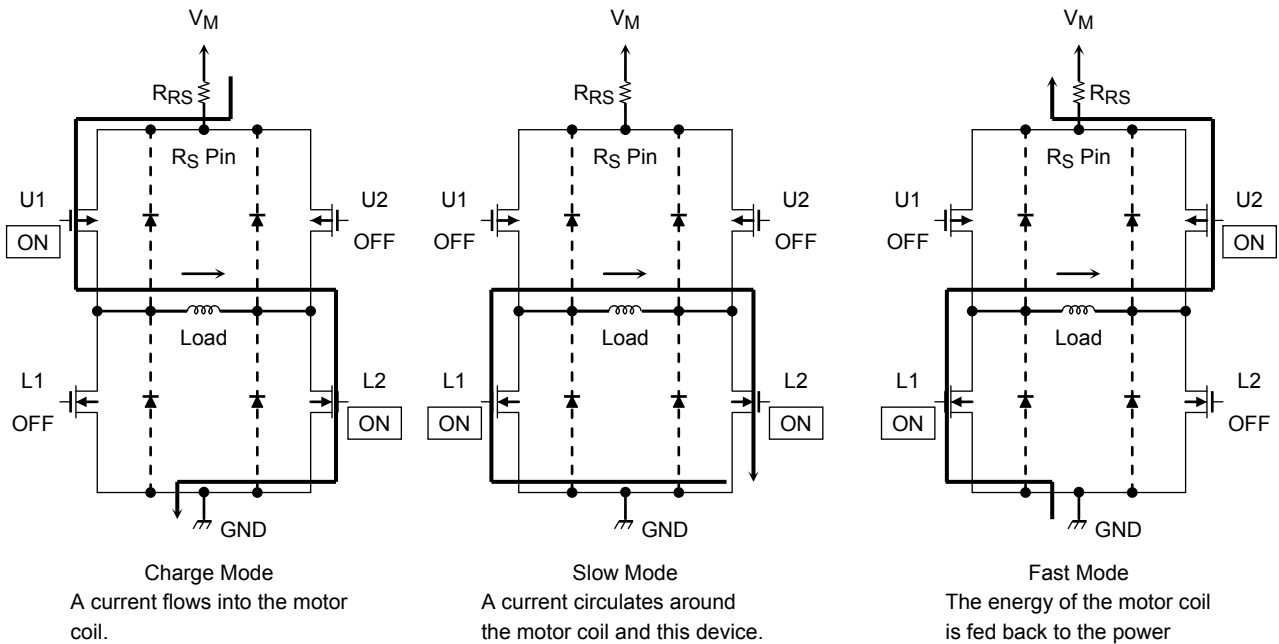 VM
RRS
RS Pin
U1
ON
U2
OFF
Load
L1
OFF
L2
ON
GND
Charge Mode
A current flows into the motor
coil.
VM
RRS
RS Pin
U1
OFF
U2
OFF
Load
L1
ON
L2
ON
GND
Slow Mode
A current circulates around
the motor coil and this device.
VM
RRS
RS Pin
U1
OFF
U2
ON
Load
L1
ON
L2
OFF
GND
Fast Mode
The energy of the motor coil
is fed back to the power